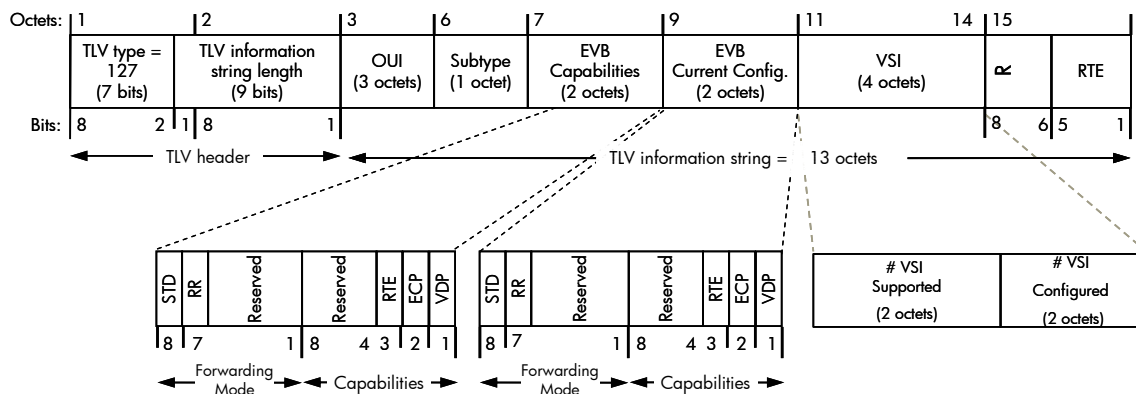 Octets: 1 2 3 6 7 9 11 14 15
TLV type =
127
(7 bits)
TLV information
string length
(9 bits)
OUI
(3 octets)
Subtype
(1 octet)
EVB
Capabilities
(2 octets)
EVB
Current Config.
(2 octets)
VSI
(4 octets)
R
RTE
Bits: 8 2 1 8 1 8 6 5 1
TLV header
TLV information string = 13 octets
STD RR Reserved Reserved RTE ECP VDP
STD RR Reserved Reserved RTE ECP VDP
# VSI
Supported
(2 octets)
# VSI
Configured
(2 octets)
8 7 1 8 4 3 2 1
8 7 1 8 4 3 2 1
Forwarding
Mode
Capabilities
Forwarding
Mode
Capabilities